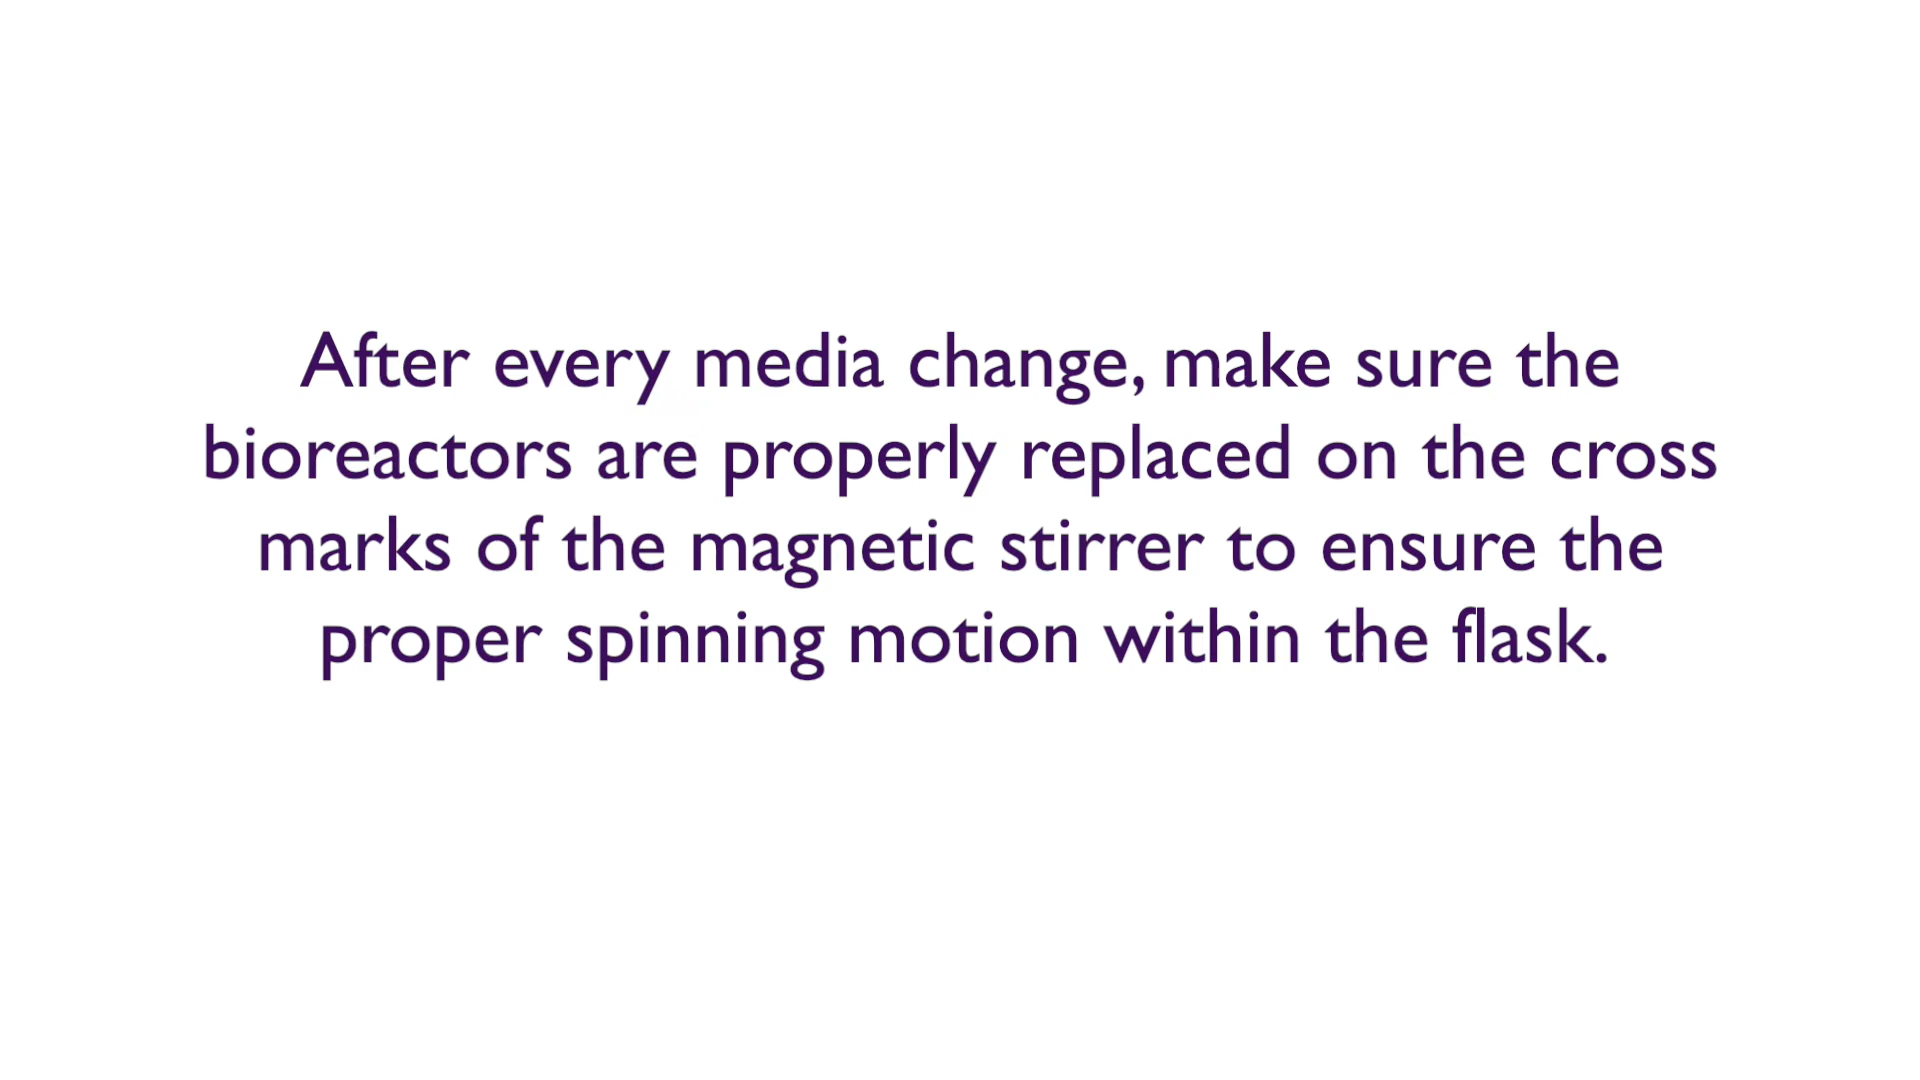 After every media change, make sure the
bioreactors are properly replaced on the cross
marks of the magnetic stirrer to ensure the
proper spinning motion within the flask.